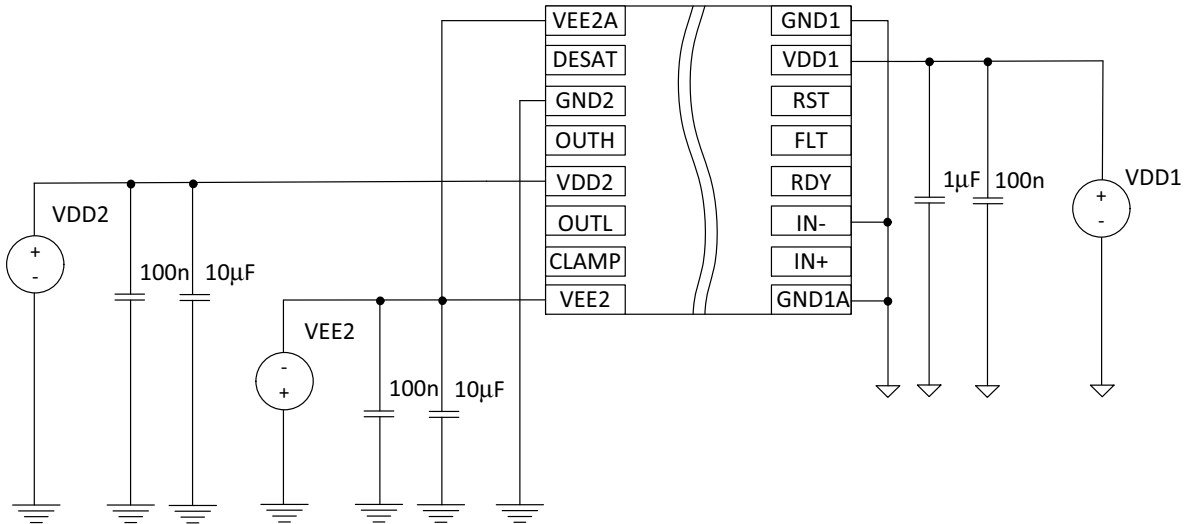 VEE2A
DESAT
GND2
OUTH
VDD2
OUTL
CLAMP
VEE2
GND1
VDD1
RST
FLT
RDY
IN-
IN+
GND1A
VDD2
+
-
100n
10μF
VEE2
-
+
100n
10μF
1μF
100n
VDD1
+
-